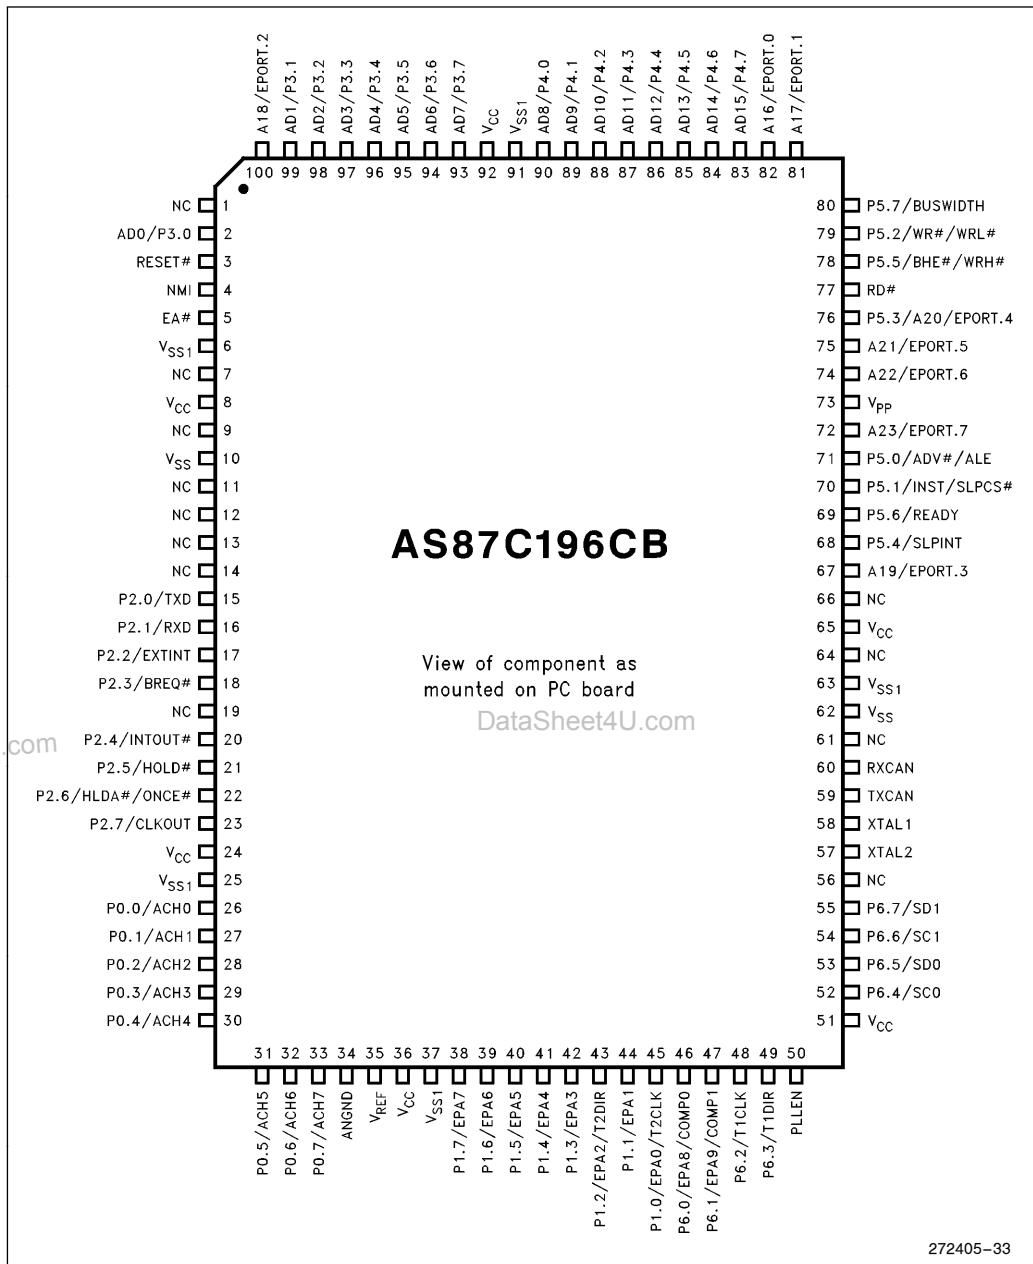 A18/EPORT.2
AD1/P3.1
AD2/P3.2
AD3/P3.3
AD4/P3.4
AD5/P3.5
AD6/P3.6
AD7/P3.7
VCC
VSS1
AD8/P4.0
AD9/P4.1
AD10/P4.2
AD11/P4.3
AD12/P4.4
AD13/P4.5
AD14/P4.6
AD15/P4.7
A16/EPORT.0
A17/EPORT.1
100 99 98 97 96 95 94 93 92 91 90 89 88 87 86 85 84 83 82 81
NC 1
AD0/P3.0 2
RESET# 3
NMI 4
EA# 5
VSS1 6
NC 7
VCC 8
NC 9
VSS 10
NC 11
NC 12
NC 13
NC 14
P2.0/TXD 15
P2.1/RXD 16
P2.2/EXTINT 17
P2.3/BREQ# 18
NC 19
P2.4/INTOUT# 20
P2.5/HOLD# 21
P2.6/HLDA#/ONCE# 22
P2.7/CLKOUT 23
VCC 24
VSS1 25
P0.0/ACH0 26
P0.1/ACH1 27
P0.2/ACH2 28
P0.3/ACH3 29
P0.4/ACH4 30
AS87C196CB
View of component as
mounted on PC board
DataSheet4U.com
.com
80 P5.7/BUSWIDTH
79 P5.2/WR#/WRL#
78 P5.5/BHE#/WRH#
77 RD#
76 P5.3/A20/EPORT.4
75 A21/EPORT.5
74 A22/EPORT.6
73 VPP
72 A23/EPORT.7
71 P5.0/ADV#/ALE
70 P5.1/INST/SLPCS#
69 P5.6/READY
68 P5.4/SLPINT
67 A19/EPORT.3
66 NC
65 VCC
64 NC
63 VSS1
62 VSS
61 NC
60 RXCAN
59 TXCAN
58 XTAL1
57 XTAL2
56 NC
55 P6.7/SD1
54 P6.6/SC1
53 P6.5/SD0
52 P6.4/SC0
51 VCC
31 32 33 34 35 36 37 38 39 40 41 42 43 44 45 46 47 48 49 50
P0.5/ACH5
P0.6/ACH6
P0.7/ACH7
ANGND
VREF
VCC
VSS1
P1.7/EPA7
P1.6/EPA6
P1.5/EPA5
P1.4/EPA4
P1.3/EPA3
P1.2/EPA2/T2DIR
P1.1/EPA1
P1.0/EPA0/T2CLK
P6.0/EPA8/COMP0
P6.1/EPA9/COMP1
P6.2/T1CLK
P6.3/T1DIR
PLLEN
272405-33